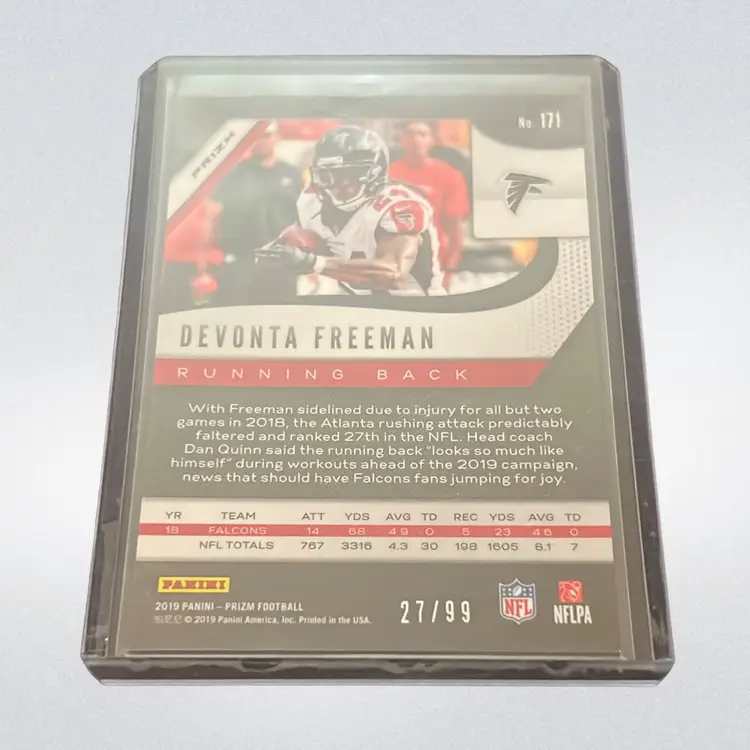 PRIZM
No. 171
DEVONTA FREEMAN
RUNNING BACK
With Freeman sidelined due to injury for all but two
games in 2018, the Atlanta rushing attack predictably
faltered and ranked 27th in the NFL. Head coach
Dan Quinn said the running back "looks so much like
himself" during workouts ahead of the 2019 campaign,
news that should have Falcons fans jumping for joy.
YR TEAM ATT YDS AVG TD REC YDS AVG TD
18 FALCONS 14 68 4.9 0 5 23 4.6 0
NFL TOTALS 767 3316 4.3 30 198 1605 8.1 7
PANINI
2019 PANINI – PRIZM FOOTBALL
© 2019 Panini America, Inc. Printed in the USA.
27/99
NFL
NFLPA